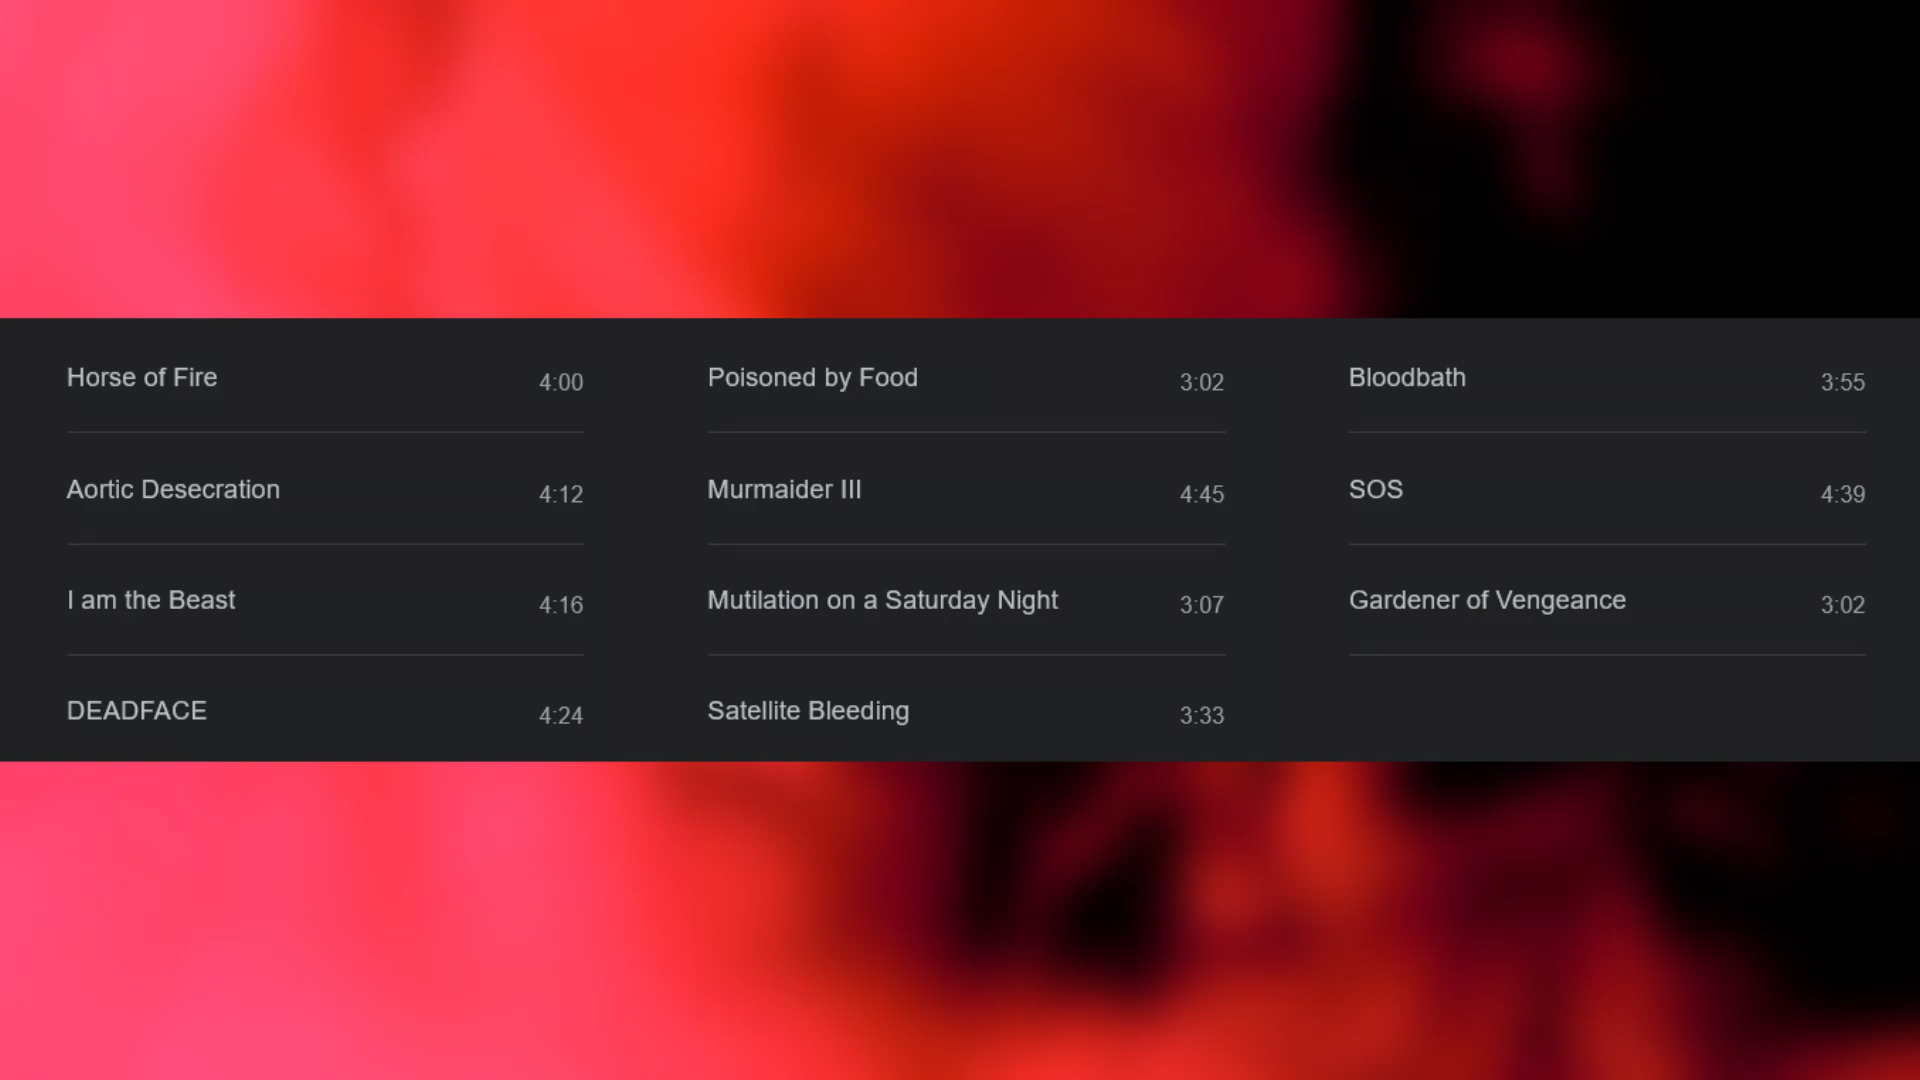 Horse of Fire 4:00
Aortic Desecration 4:12
I am the Beast 4:16
DEADFACE 4:24
Poisoned by Food 3:02
Murmaider III 4:45
Mutilation on a Saturday Night 3:07
Satellite Bleeding 3:33
Bloodbath 3:55
SOS 4:39
Gardener of Vengeance 3:02